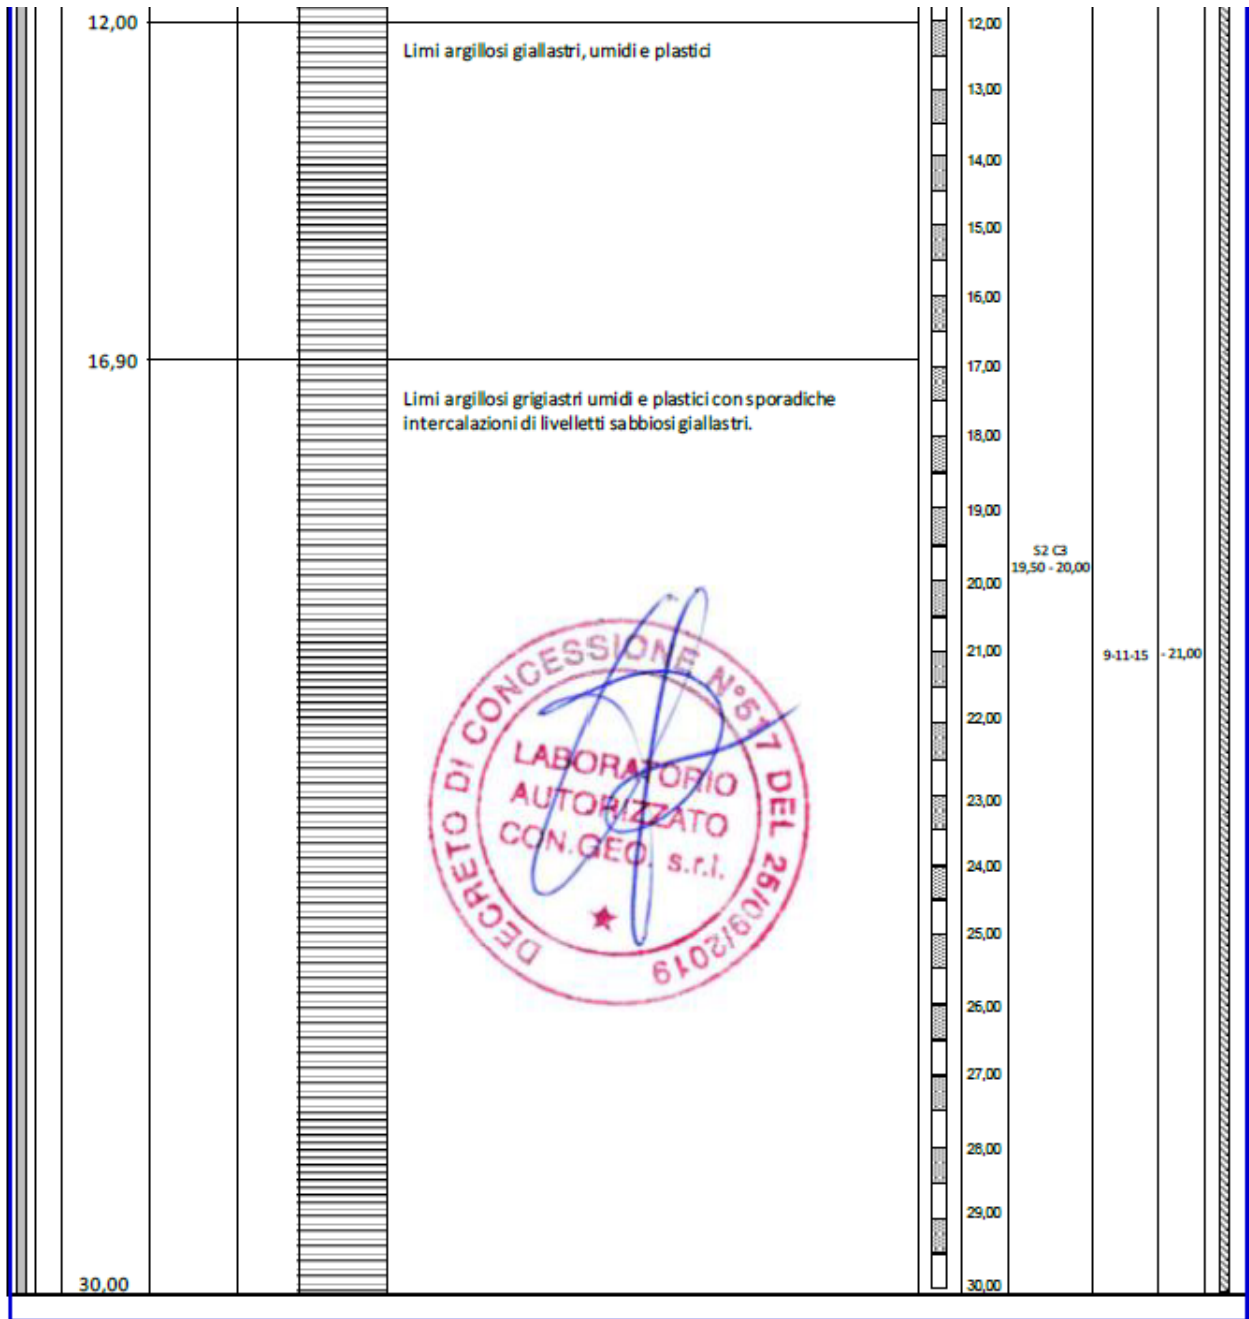 12,00
Limi argillosi giallastri, umidi e plastici
16,90
Limi argillosi grigiastri umidi e plastici con sporadiche
intercalazioni di livelletti sabbiosi giallastri.
30,00
DECRETO DI CONCESSIONE N°517 DEL 25/09/2019
LABORATORIO
AUTORIZZATO
CON.GEO. s.r.l.
12,00
13,00
14,00
15,00
16,00
17,00
18,00
19,00
20,00
21,00
22,00
23,00
24,00
25,00
26,00
27,00
28,00
29,00
30,00
S2 C3
19,50 - 20,00
9-11-15
- 21,00